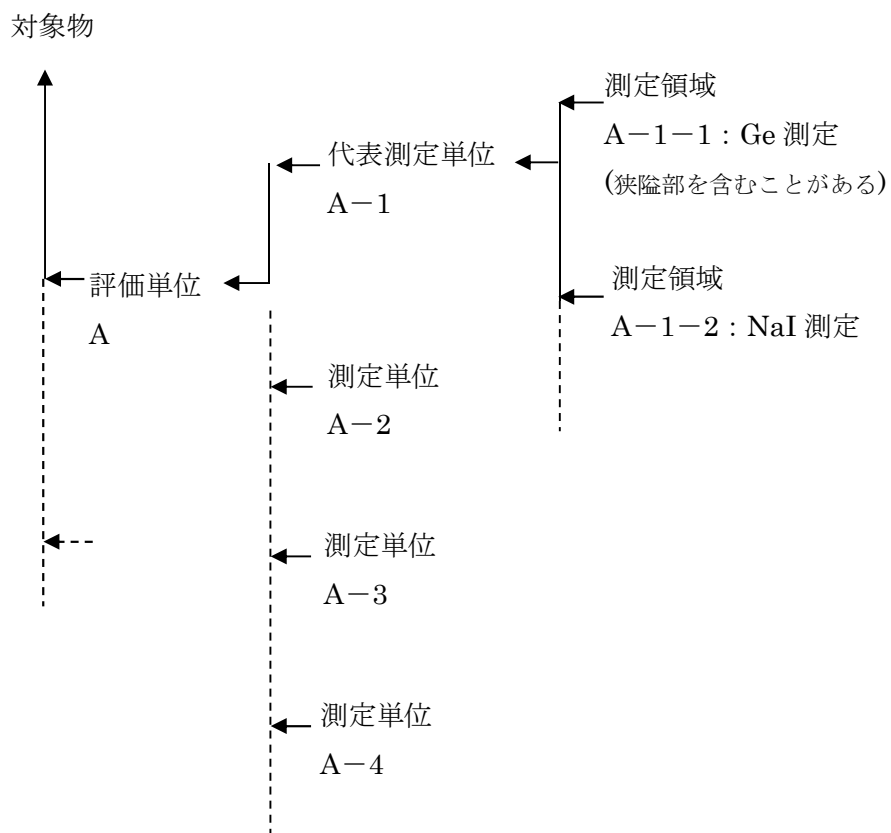 対象物
測定領域
A-1-1:Ge 測定
(狭隘部を含むことがある)
代表測定単位
A-1
測定領域
A-1-2:NaI 測定
評価単位
A
測定単位
A-2
測定単位
A-3
測定単位
A-4